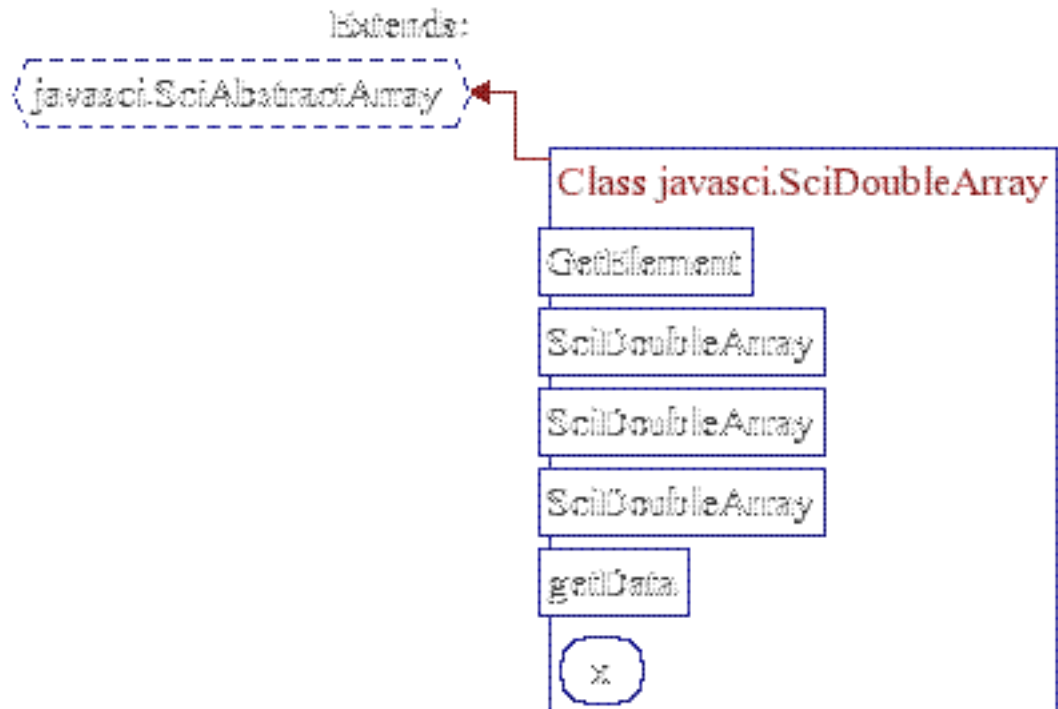 Extends:
javasci.SciAbstractArray
Class javasci.SciDoubleArray
GetElement
SciDoubleArray
SciDoubleArray
SciDoubleArray
getData
x